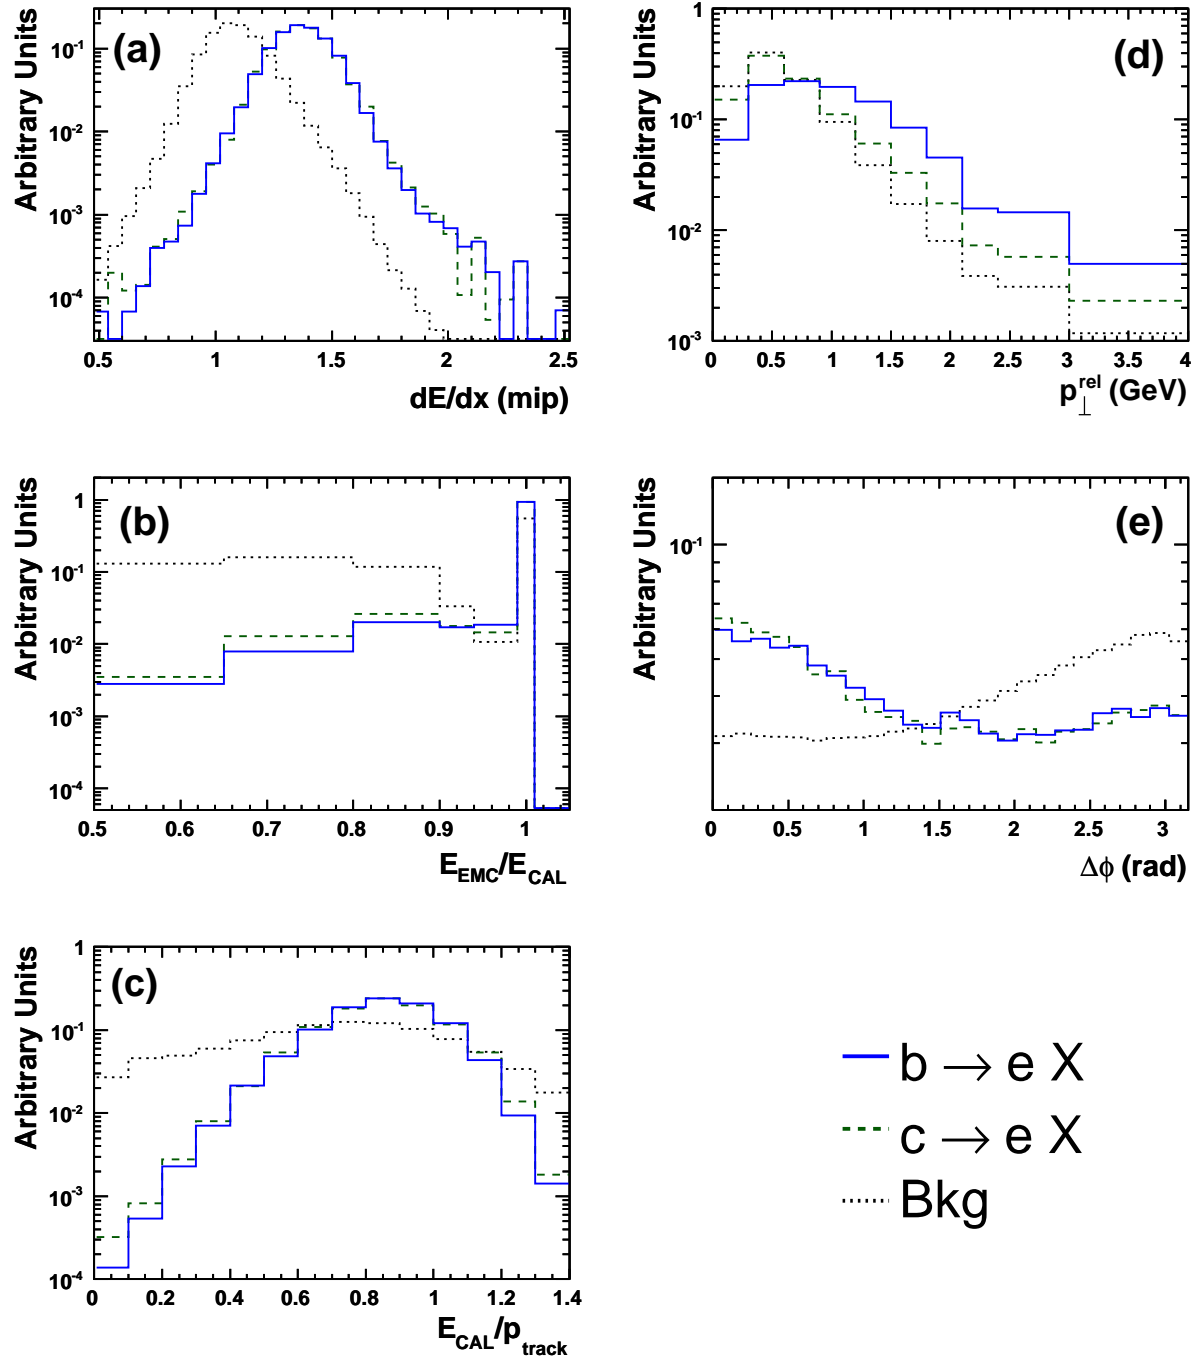 (a)
Arbitrary Units
10^-1
10^-2
10^-3
10^-4
0.5 1 1.5 2 2.5
dE/dx (mip)
(d)
Arbitrary Units
1
10^-1
10^-2
10^-3
0 0.5 1 1.5 2 2.5 3 3.5 4
p_⊥^rel (GeV)
(b)
Arbitrary Units
1
10^-1
10^-2
10^-3
10^-4
0.5 0.6 0.7 0.8 0.9 1
E_EMC/E_CAL
(e)
Arbitrary Units
10^-1
0 0.5 1 1.5 2 2.5 3
Δϕ (rad)
(c)
Arbitrary Units
1
10^-1
10^-2
10^-3
10^-4
0 0.2 0.4 0.6 0.8 1 1.2 1.4
E_CAL/p_track
b → e X
c → e X
Bkg